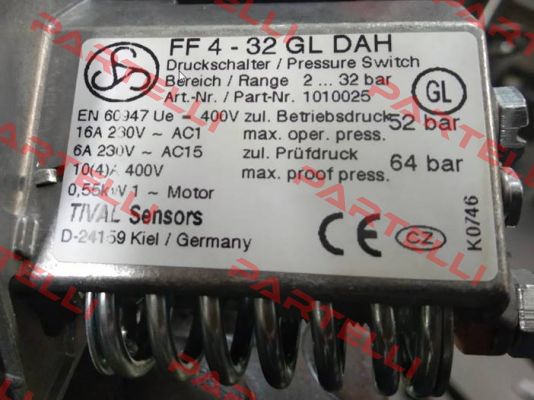 FF 4 - 32 GL DAH
Druckschalter / Pressure Switch
Bereich / Range 2 ... 32 bar
Art.-Nr. / Part-Nr. 1010025
GL
EN 60947 Ue ~ 400V zul. Betriebsdruck 52 bar
16A 230V ~ AC1 max. oper. press.
6A 230V ~ AC15 zul. Prüfdruck 64 bar
10(4)A 400V max. proof press.
0,55kW 1 ~ Motor
TIVAL Sensors
D-24159 Kiel / Germany
CE
CZ
K0746
PARTELLI